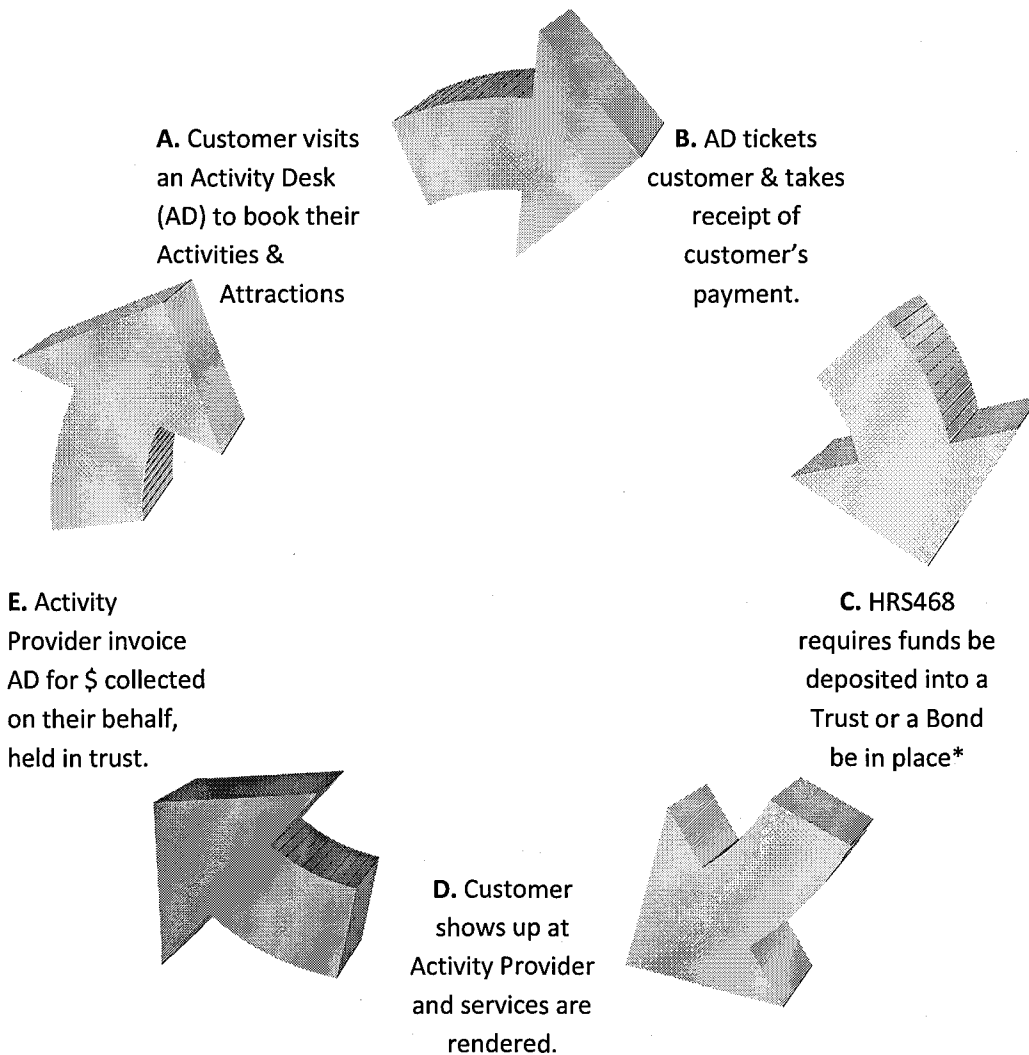 A. Customer visits
an Activity Desk
(AD) to book their
Activities &
Attractions
B. AD tickets
customer & takes
receipt of
customer's
payment.
C. HRS468
requires funds be
deposited into a
Trust or a Bond
be in place*
D. Customer
shows up at
Activity Provider
and services are
rendered.
E. Activity
Provider invoice
AD for $ collected
on their behalf,
held in trust.